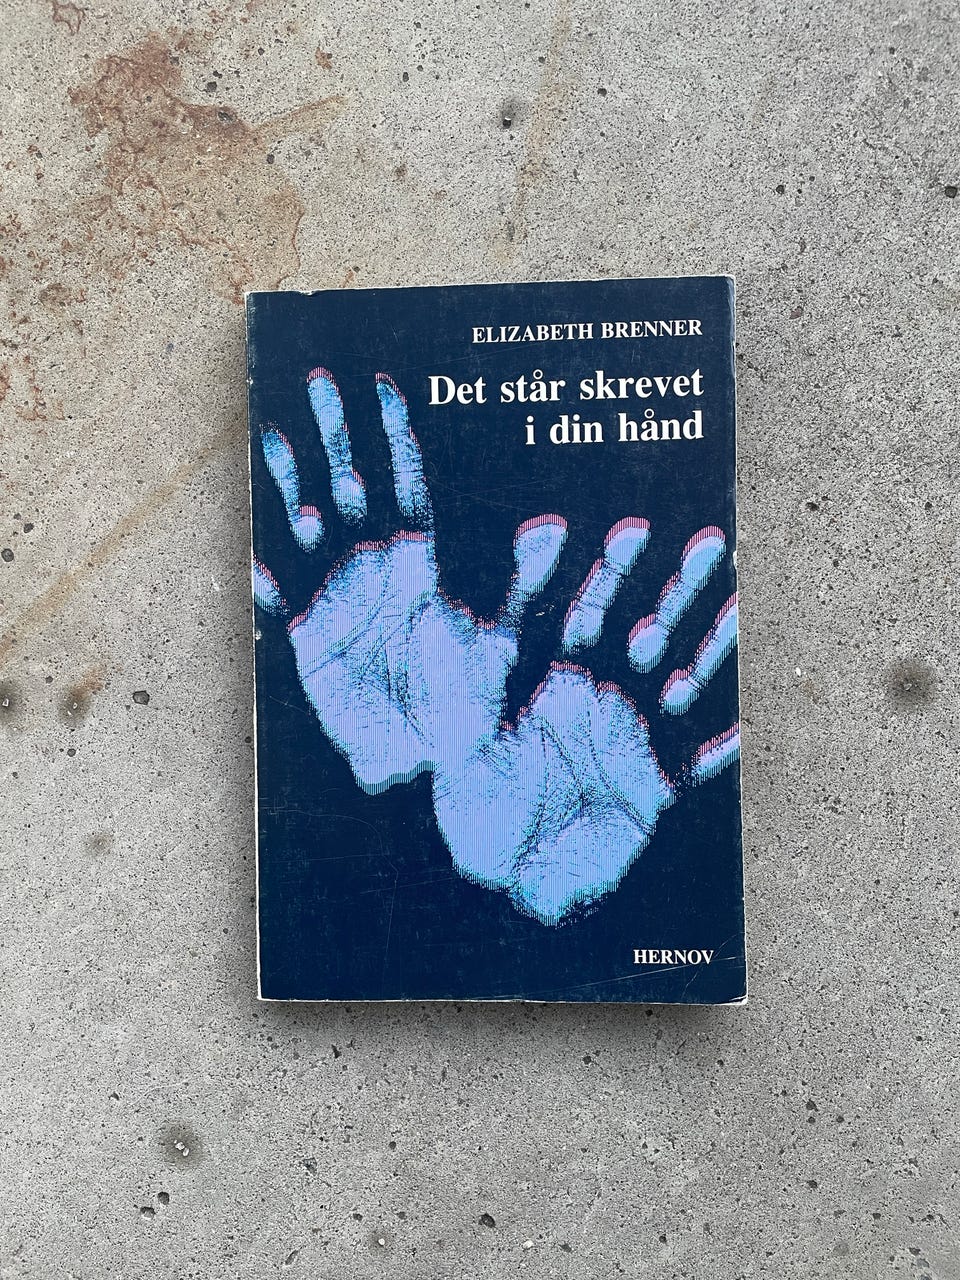 ELIZABETH BRENNER
Det står skrevet
i din hånd
HERNOV